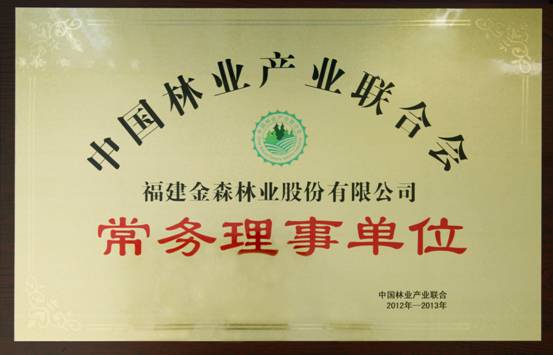 中国林业产业联合会
福建金森林业股份有限公司
常务理事单位
中国林业产业联合
2012年—2013年